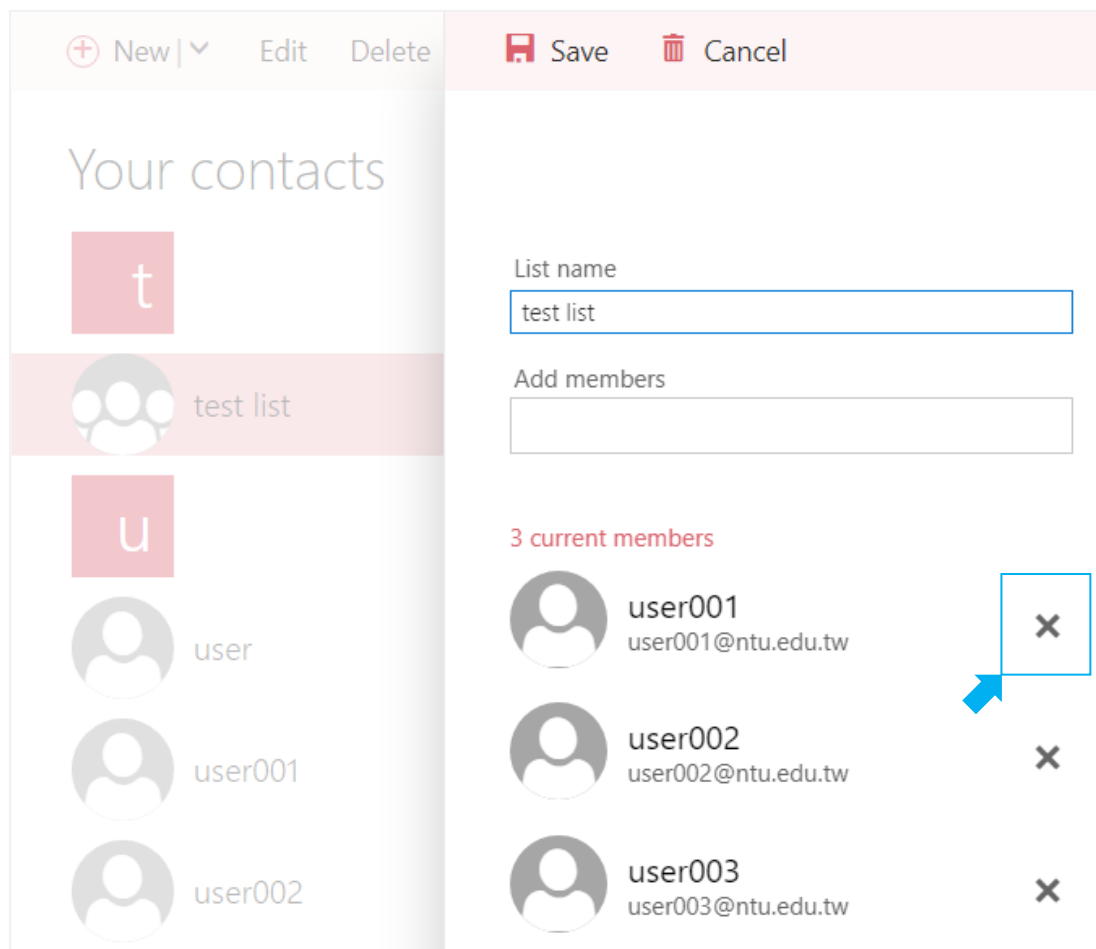 New | Edit Delete
Save Cancel
Your contacts
t
test list
u
user
user001
user002
List name
test list
Add members
3 current members
user001
user001@ntu.edu.tw
user002
user002@ntu.edu.tw
user003
user003@ntu.edu.tw